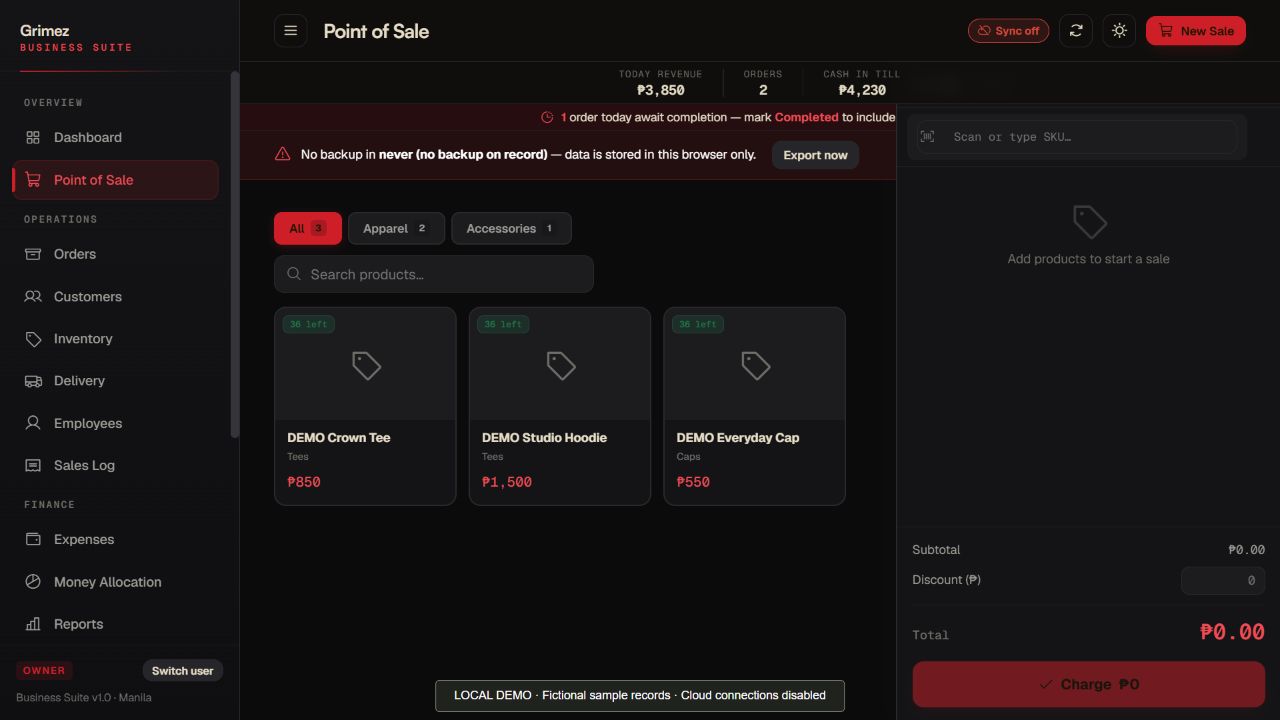 Grimez
BUSINESS SUITE
OVERVIEW
Dashboard
Point of Sale
OPERATIONS
Orders
Customers
Inventory
Delivery
Employees
Sales Log
FINANCE
Expenses
Money Allocation
Reports
OWNER
Switch user
Business Suite v1.0 · Manila
Point of Sale
Sync off
New Sale
TODAY REVENUE
₱3,850
ORDERS
2
CASH IN TILL
₱4,230
1 order today await completion — mark Completed to include
No backup in never (no backup on record) — data is stored in this browser only.
Export now
All 3
Apparel 2
Accessories 1
Search products…
36 left
DEMO Crown Tee
Tees
₱850
36 left
DEMO Studio Hoodie
Tees
₱1,500
36 left
DEMO Everyday Cap
Caps
₱550
Scan or type SKU…
Add products to start a sale
Subtotal ₱0.00
Discount (₱) 0
Total ₱0.00
Charge ₱0
LOCAL DEMO · Fictional sample records · Cloud connections disabled